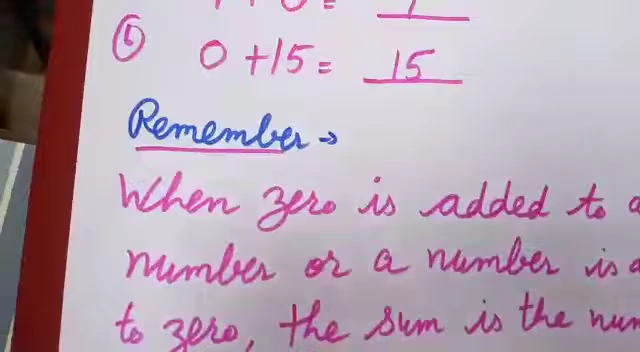 6 0 + 15 = 15
Remember →
When zero is added to a
number or a number is
to zero, the sum is the